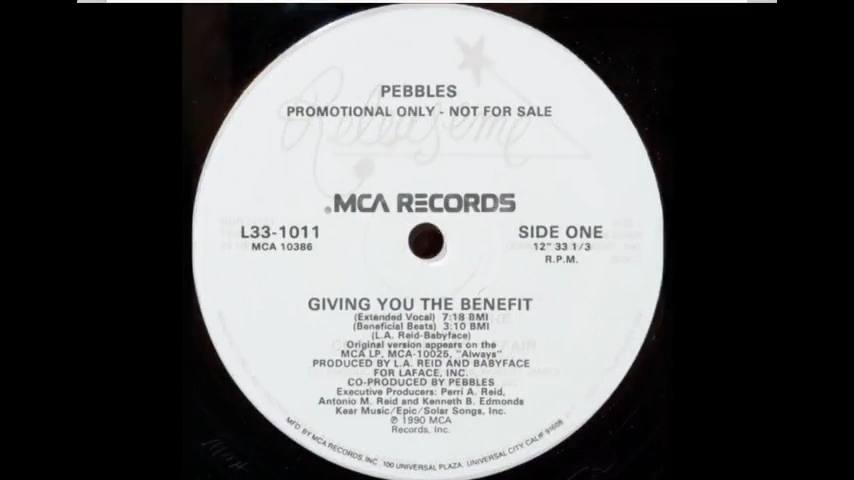 PEBBLES
PROMOTIONAL ONLY - NOT FOR SALE
Releaseme
MCA RECORDS
L33-1011
MCA 10386
SIDE ONE
12" 33 1/3
R.P.M.
GIVING YOU THE BENEFIT
(Extended Vocal) 7:18 BMI
(Beneficial Beats) 3:10 BMI
(L.A. Reid-Babyface)
Original version appears on the
MCA LP, MCA-10025, "Always"
PRODUCED BY L.A. REID AND BABYFACE
FOR LAFACE, INC.
CO-PRODUCED BY PEBBLES
Executive Producers: Perri A. Reid,
Antonio M. Reid and Kenneth B. Edmonds
Kear Music/Epic/Solar Songs, Inc.
℗ 1990 MCA
Records, Inc.
MFD. BY MCA RECORDS, INC. 100 UNIVERSAL PLAZA, UNIVERSAL CITY, CALIF 91608